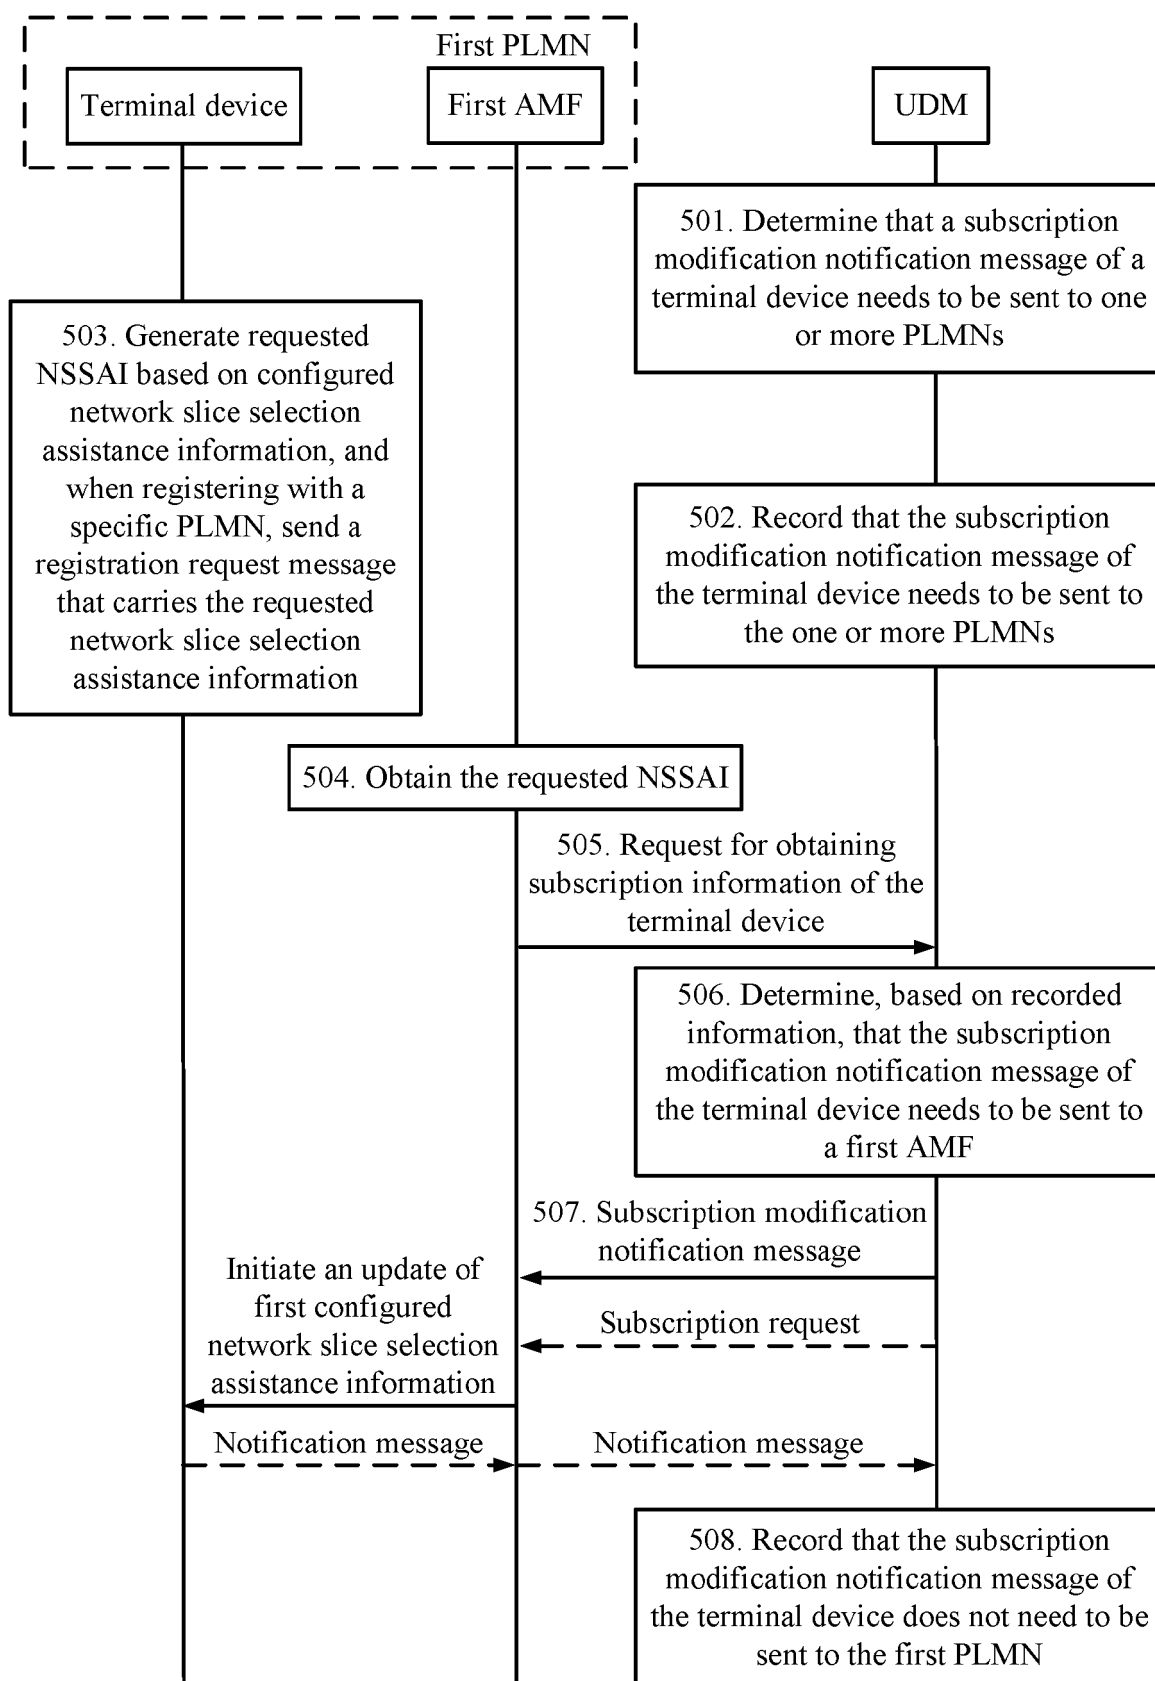 First PLMN
Terminal device
First AMF
UDM
501. Determine that a subscription
modification notification message of a
terminal device needs to be sent to one
or more PLMNs
503. Generate requested
NSSAI based on configured
network slice selection
assistance information, and
when registering with a
specific PLMN, send a
registration request message
that carries the requested
network slice selection
assistance information
502. Record that the subscription
modification notification message of
the terminal device needs to be sent to
the one or more PLMNs
504. Obtain the requested NSSAI
505. Request for obtaining
subscription information of the
terminal device
506. Determine, based on recorded
information, that the subscription
modification notification message of
the terminal device needs to be sent to
a first AMF
507. Subscription modification
notification message
Initiate an update of
first configured
network slice selection
assistance information
Subscription request
Notification message
Notification message
508. Record that the subscription
modification notification message of
the terminal device does not need to be
sent to the first PLMN